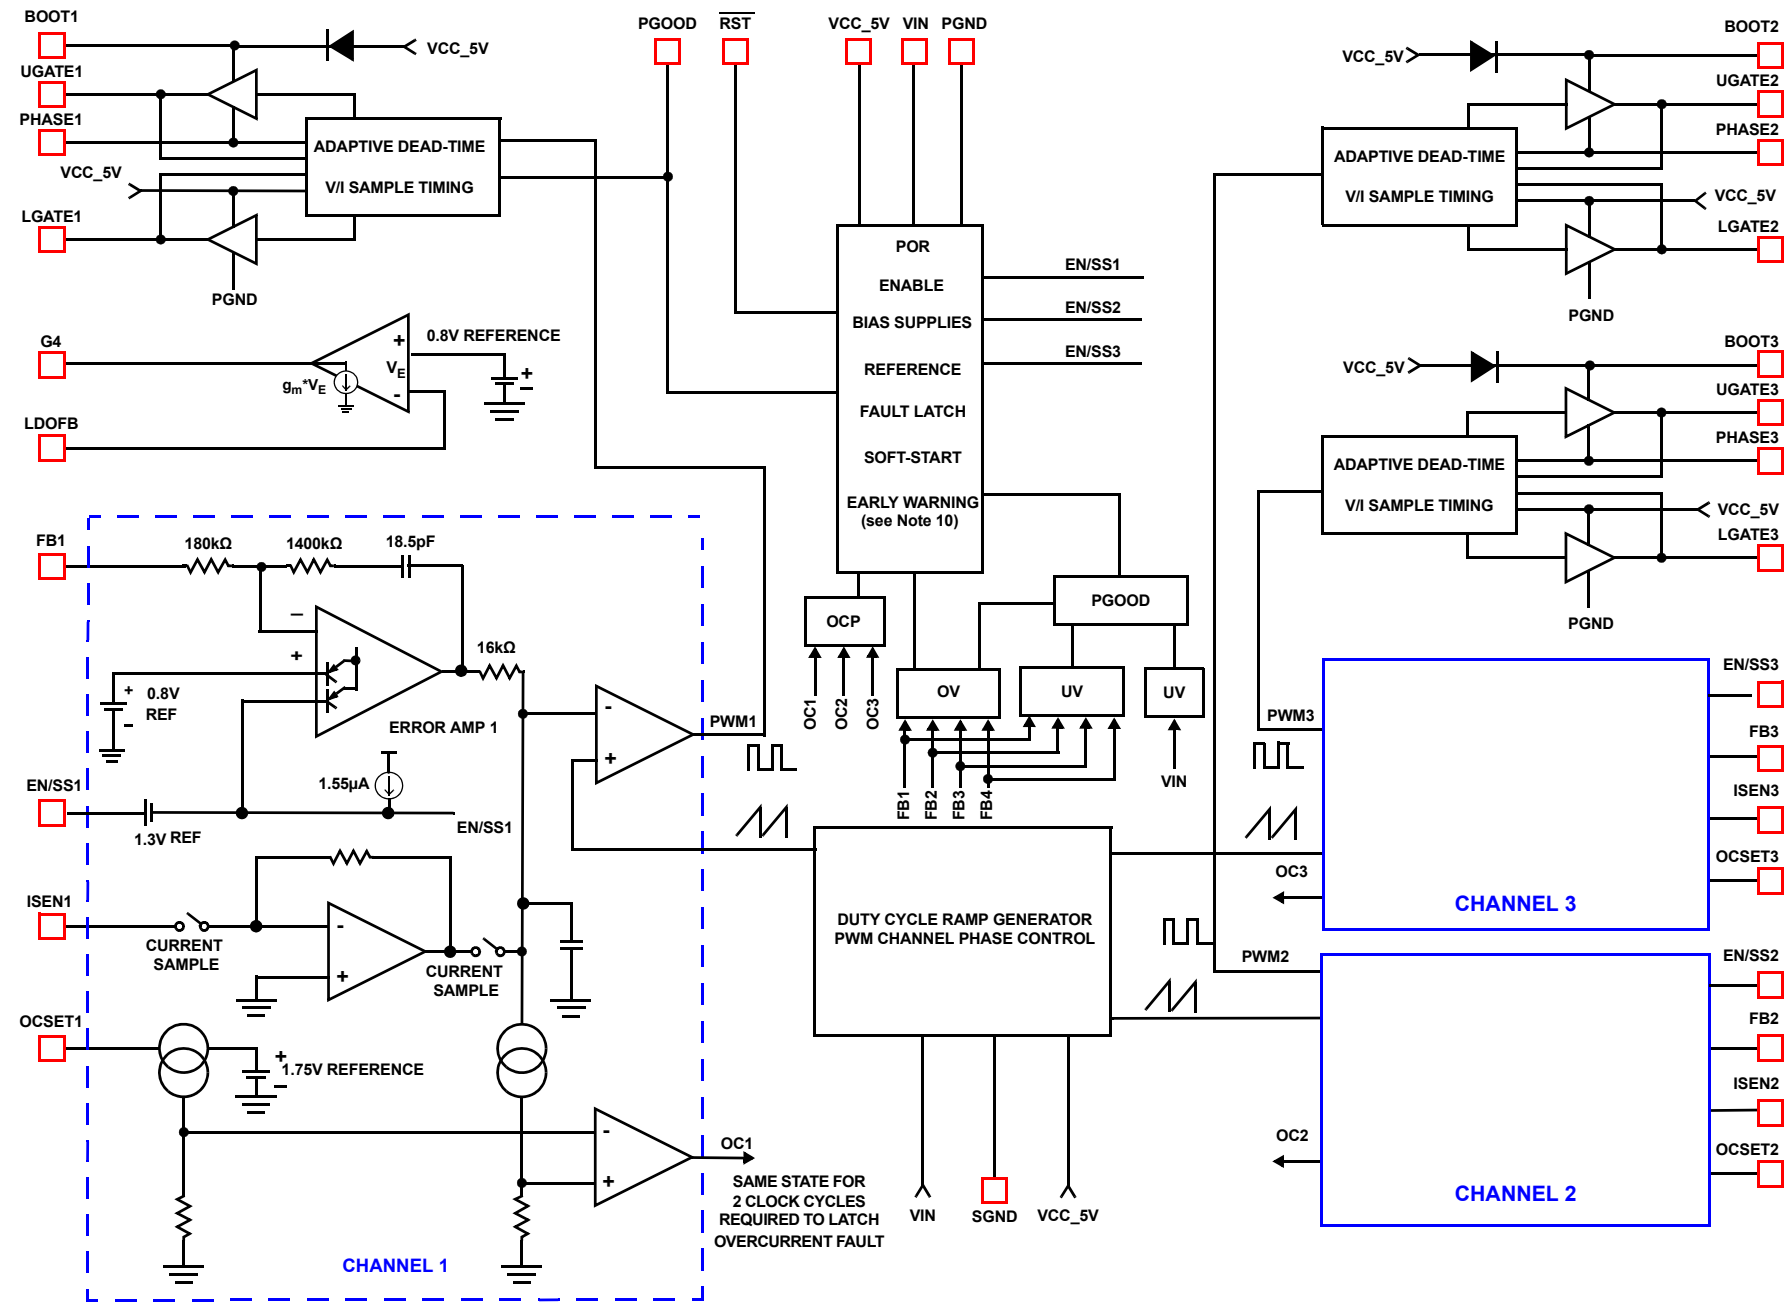 BOOT1
VCC_5V
UGATE1
PHASE1
ADAPTIVE DEAD-TIME
V/I SAMPLE TIMING
VCC_5V
LGATE1
PGND
G4
0.8V REFERENCE
+
VE
gm*VE
-
+
-
LDOFB
PGOOD
RST
VCC_5V
VIN
PGND
POR
ENABLE
BIAS SUPPLIES
REFERENCE
FAULT LATCH
SOFT-START
EARLY WARNING
(see Note 10)
EN/SS1
EN/SS2
EN/SS3
OCP
OC1
OC2
OC3
PGOOD
OV
UV
UV
FB1
FB2
FB3
FB4
VIN
BOOT2
VCC_5V
UGATE2
PHASE2
ADAPTIVE DEAD-TIME
V/I SAMPLE TIMING
VCC_5V
LGATE2
PGND
BOOT3
VCC_5V
UGATE3
PHASE3
ADAPTIVE DEAD-TIME
V/I SAMPLE TIMING
VCC_5V
LGATE3
PGND
FB1
180kΩ
1400kΩ
18.5pF
–
+
16kΩ
+
0.8V
REF
-
ERROR AMP 1
-
+
PWM1
EN/SS1
1.55µA
1.3V REF
EN/SS1
ISEN1
CURRENT
SAMPLE
-
+
CURRENT
SAMPLE
OCSET1
+
1.75V REFERENCE
-
-
+
OC1
SAME STATE FOR
2 CLOCK CYCLES
REQUIRED TO LATCH
OVERCURRENT FAULT
CHANNEL 1
DUTY CYCLE RAMP GENERATOR
PWM CHANNEL PHASE CONTROL
VIN
SGND
VCC_5V
PWM3
OC3
CHANNEL 3
EN/SS3
FB3
ISEN3
OCSET3
PWM2
OC2
CHANNEL 2
EN/SS2
FB2
ISEN2
OCSET2